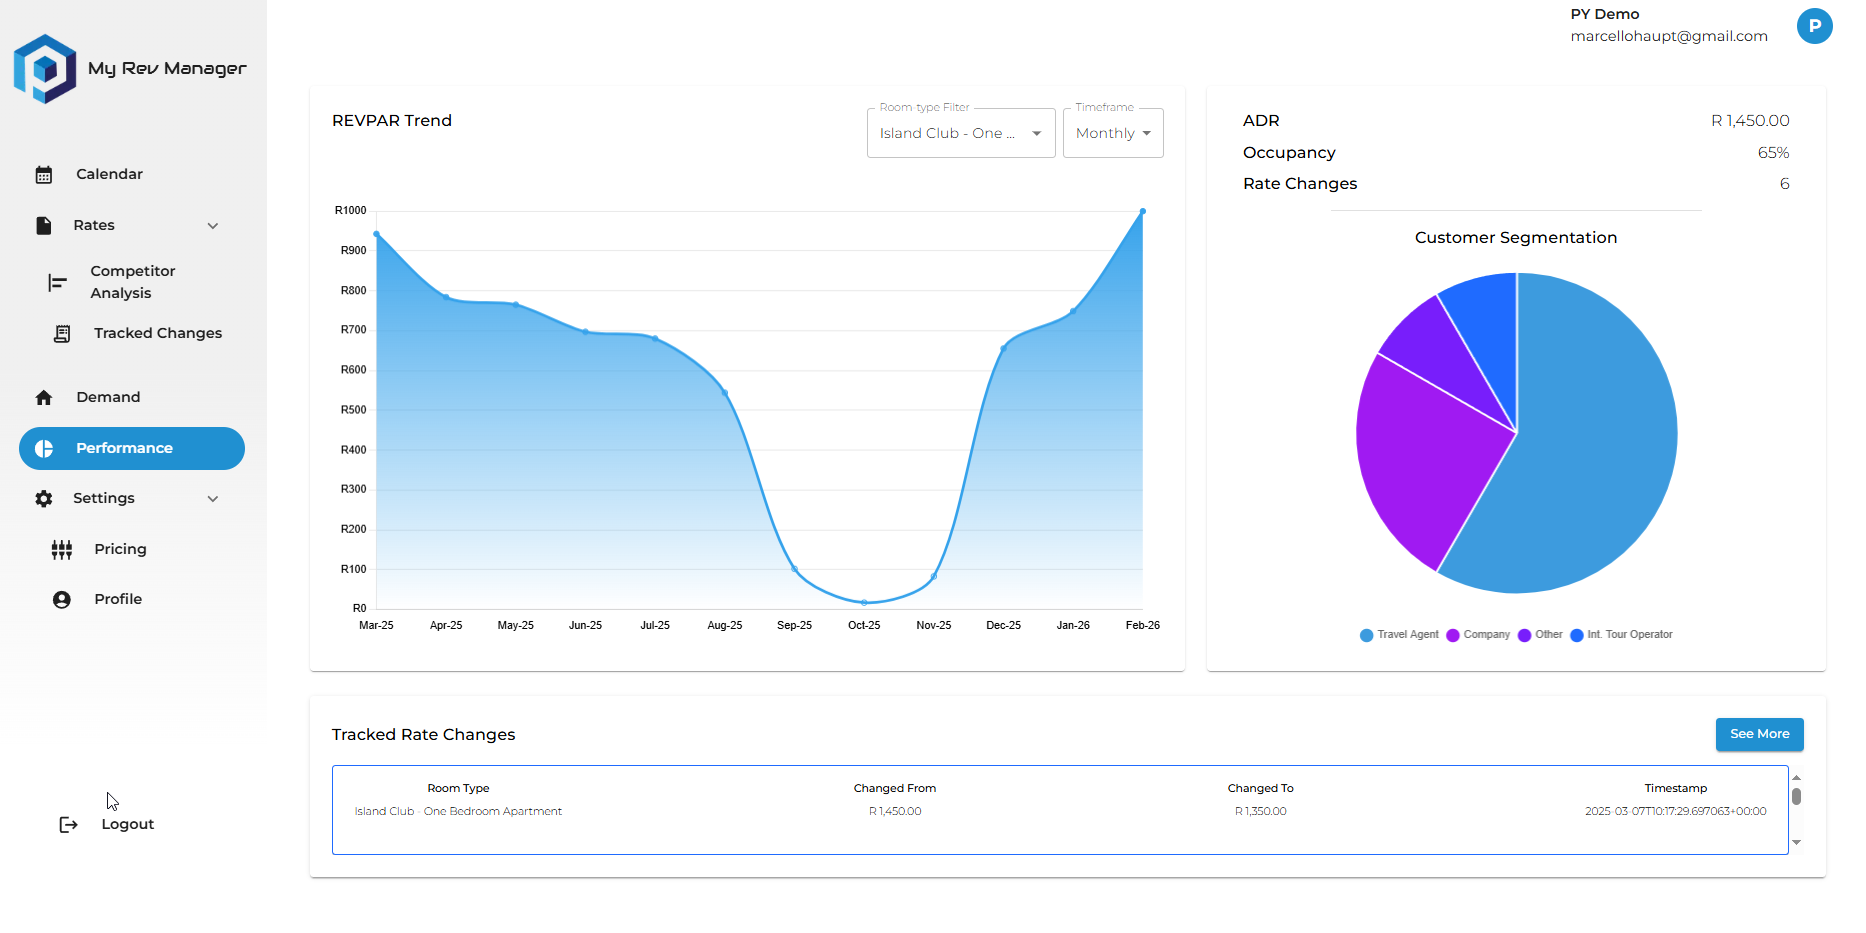 My Rev Manager
PY Demo
marcellohaupt@gmail.com
P
Calendar
Rates
Competitor
Analysis
Tracked Changes
Demand
Performance
Settings
Pricing
Profile
Logout
REVPAR Trend
Room-type Filter
Island Club - One ...
Timeframe
Monthly
R1000
R900
R800
R700
R600
R500
R400
R300
R200
R100
R0
Mar-25 Apr-25 May-25 Jun-25 Jul-25 Aug-25 Sep-25 Oct-25 Nov-25 Dec-25 Jan-26 Feb-26
ADR R 1,450.00
Occupancy 65%
Rate Changes 6
Customer Segmentation
Travel Agent Company Other Int. Tour Operator
Tracked Rate Changes
See More
Room Type Changed From Changed To Timestamp
Island Club - One Bedroom Apartment R 1,450.00 R 1,350.00 2025-03-07T10:17:29.697063+00:00